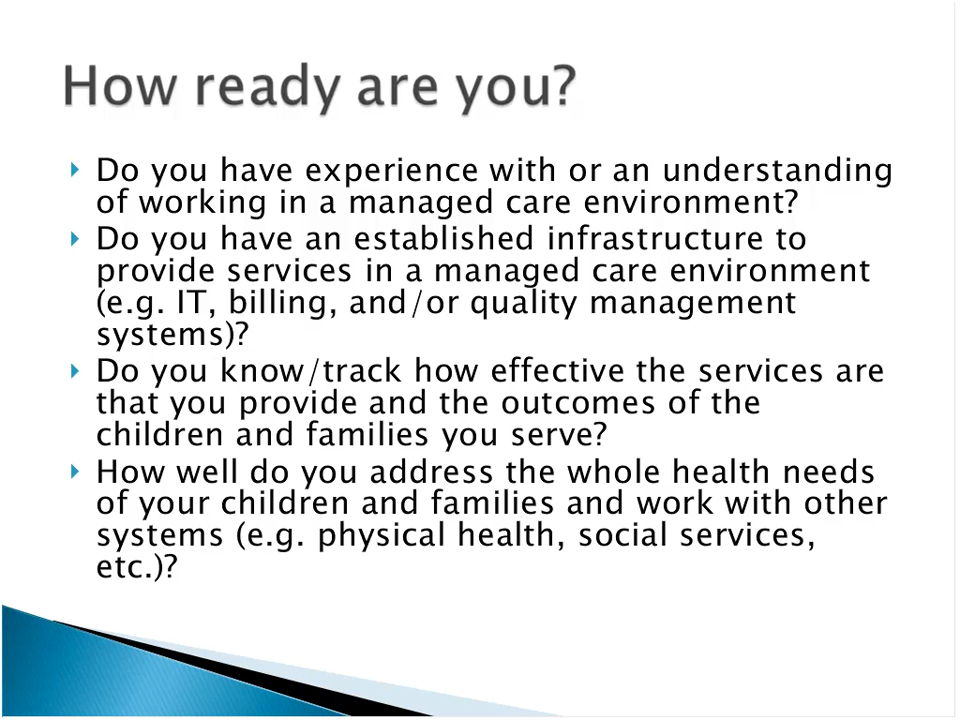 How ready are you?
Do you have experience with or an understanding
of working in a managed care environment?
Do you have an established infrastructure to
provide services in a managed care environment
(e.g. IT, billing, and/or quality management
systems)?
Do you know/track how effective the services are
that you provide and the outcomes of the
children and families you serve?
How well do you address the whole health needs
of your children and families and work with other
systems (e.g. physical health, social services,
etc.)?